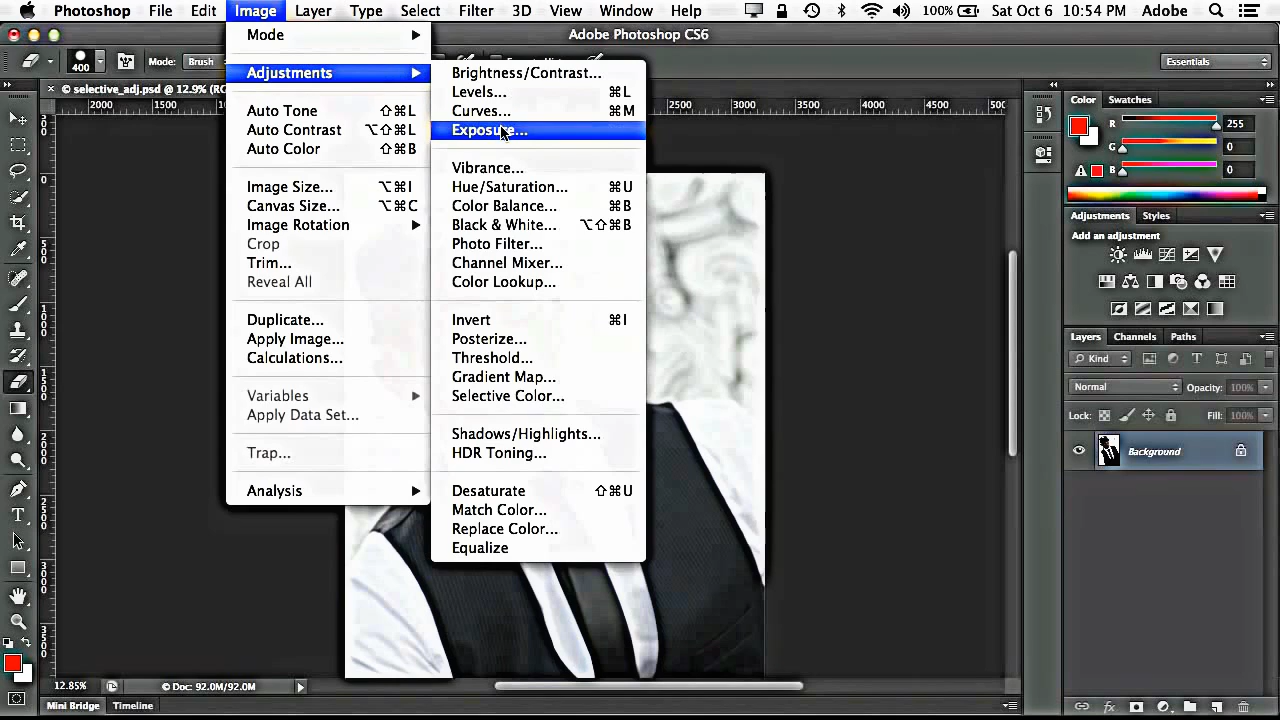 Photoshop File Edit Image Layer Type Select Filter 3D View Window Help 100% Sat Oct 6 10:54 PM Adobe
Adobe Photoshop CS6
400 Mode: Brush Essentials
× © selective_adj.psd @ 12.9% (RG
2000 1500 2500 3000 3500 4000 4500 500
Mode
Adjustments
Auto Tone ⇧⌘L
Auto Contrast ⌥⇧⌘L
Auto Color ⇧⌘B
Image Size... ⌥⌘I
Canvas Size... ⌥⌘C
Image Rotation
Crop
Trim...
Reveal All
Duplicate...
Apply Image...
Calculations...
Variables
Apply Data Set...
Trap...
Analysis
Brightness/Contrast...
Levels... ⌘L
Curves... ⌘M
Exposure...
Vibrance...
Hue/Saturation... ⌘U
Color Balance... ⌘B
Black & White... ⌥⇧⌘B
Photo Filter...
Channel Mixer...
Color Lookup...
Invert ⌘I
Posterize...
Threshold...
Gradient Map...
Selective Color...
Shadows/Highlights...
HDR Toning...
Desaturate ⇧⌘U
Match Color...
Replace Color...
Equalize
Color Swatches
R 255
G 0
B 0
Adjustments Styles
Add an adjustment
Layers Channels Paths
Kind
Normal Opacity: 100%
Lock: Fill: 100%
Background
12.85% © Doc: 92.0M/92.0M
Mini Bridge Timeline